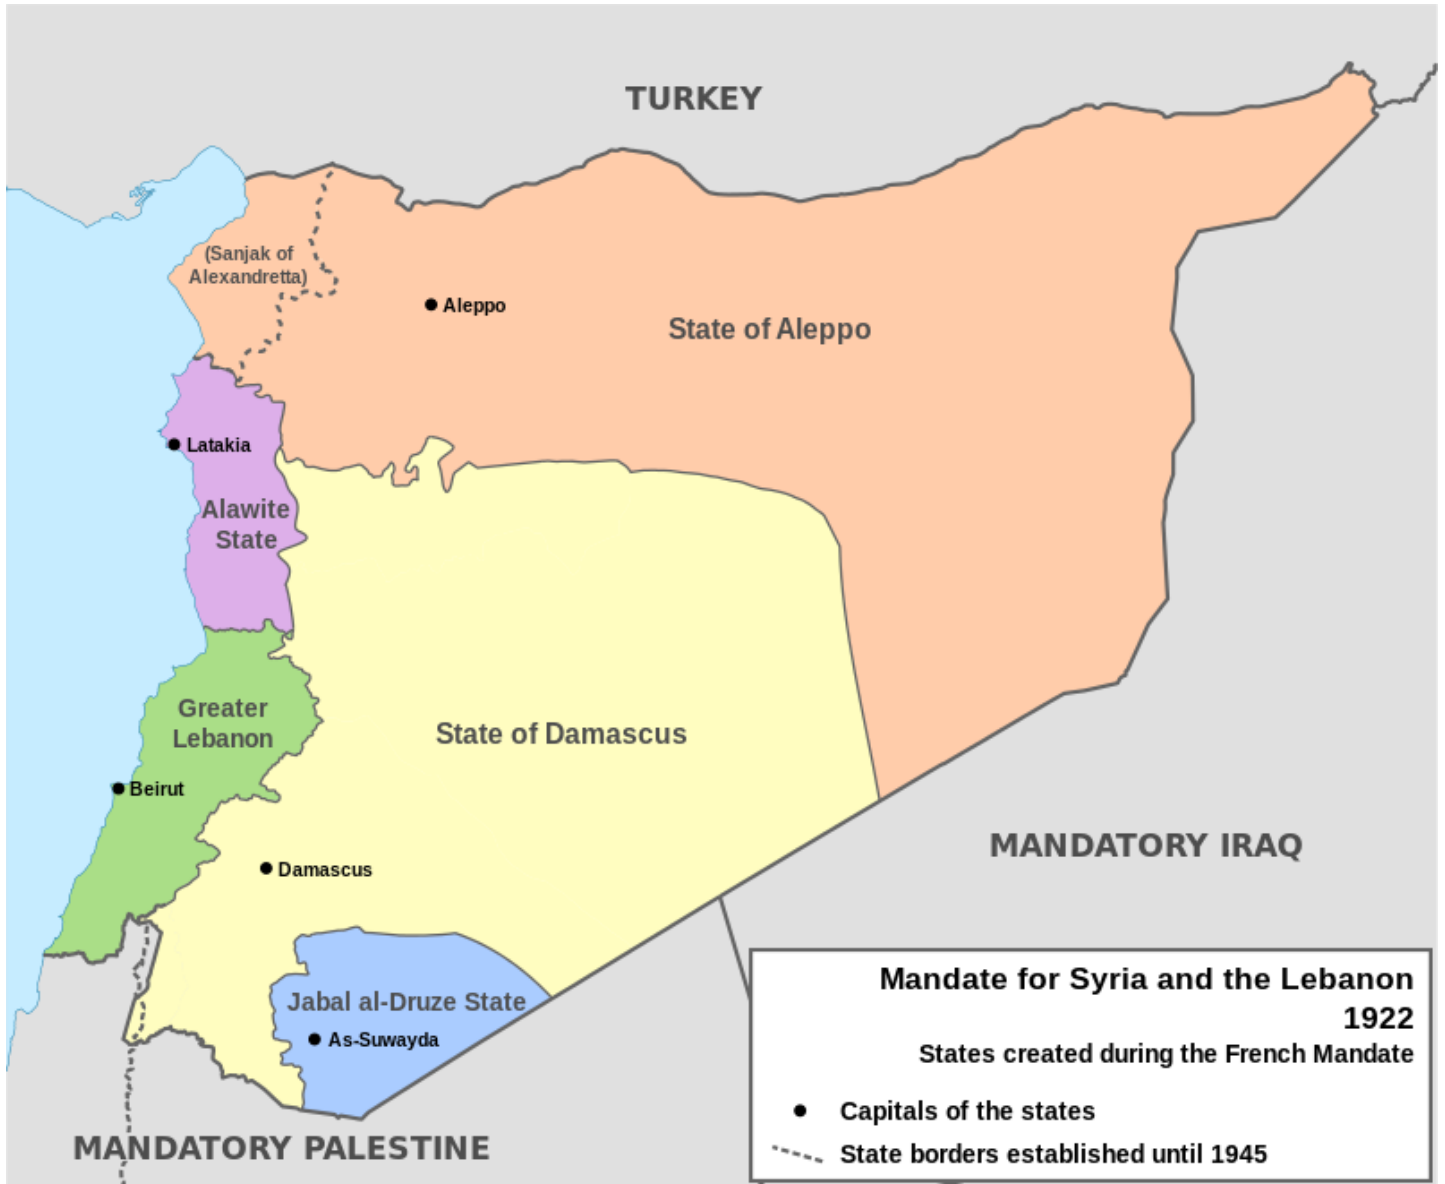 TURKEY
(Sanjak of
Alexandretta)
Aleppo
State of Aleppo
Latakia
Alawite
State
Greater
Lebanon
State of Damascus
Beirut
MANDATORY IRAQ
Damascus
Jabal al-Druze State
As-Suwayda
MANDATORY PALESTINE
Mandate for Syria and the Lebanon
1922
States created during the French Mandate
Capitals of the states
State borders established until 1945